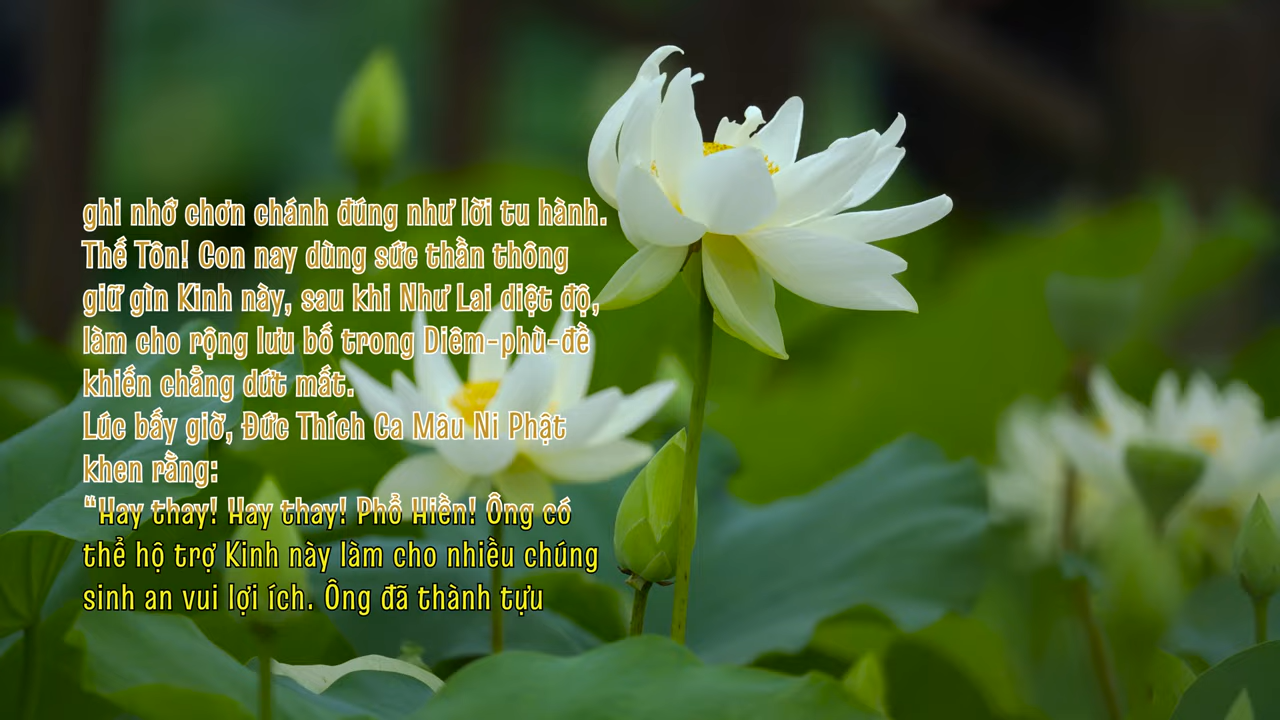 ghi nhớ chơn chánh đúng như lời tu hành.
Thế Tôn! Con nay dùng sức thần thông
giữ gìn Kinh này, sau khi Như Lai diệt độ,
làm cho rộng lưu bố trong Diêm-phù-đề
khiến chẳng dứt mất.
Lúc bấy giờ, Đức Thích Ca Mâu Ni Phật
khen rằng:
“Hay thay! Hay thay! Phổ Hiền! Ông có
thể hộ trợ Kinh này làm cho nhiều chúng
sinh an vui lợi ích. Ông đã thành tựu